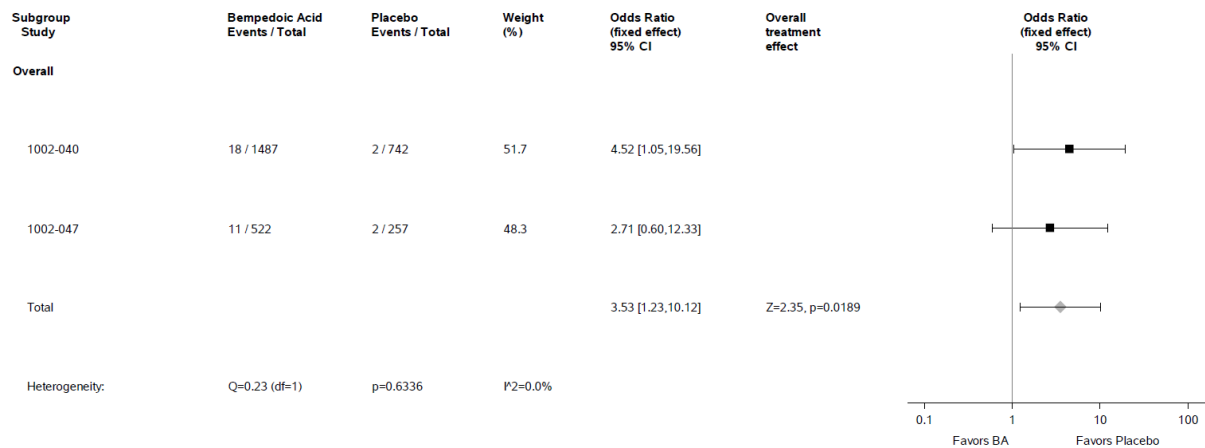 Subgroup Bempedoic Acid Placebo Weight Odds Ratio Overall Odds Ratio
Study Events / Total Events / Total (%) (fixed effect) treatment (fixed effect)
95% CI effect 95% CI
Overall
1002-040 18 / 1487 2 / 742 51.7 4.52 [1.05,19.56]
1002-047 11 / 522 2 / 257 48.3 2.71 [0.60,12.33]
Total 3.53 [1.23,10.12] Z=2.35, p=0.0189
Heterogeneity: Q=0.23 (df=1) p=0.6336 I^2=0.0%
0.1 1 10 100
Favors BA Favors Placebo